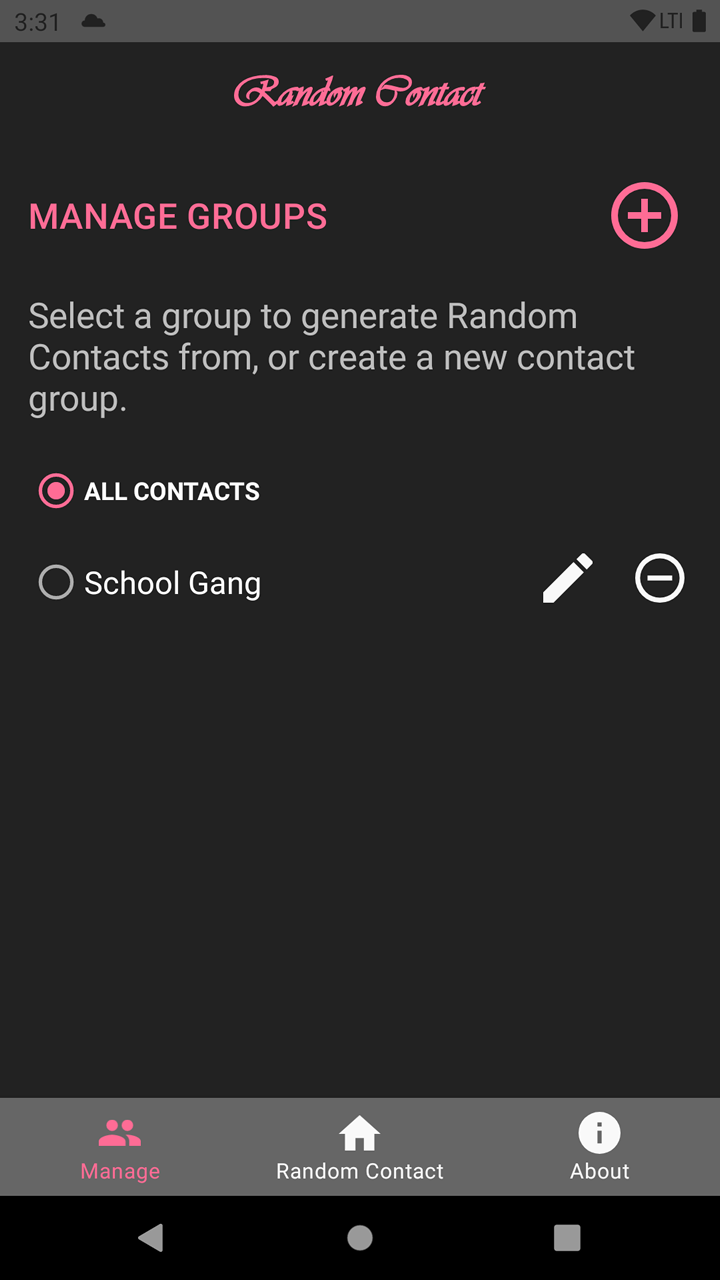 3:31
LTI
Random Contact
MANAGE GROUPS
Select a group to generate Random
Contacts from, or create a new contact
group.
ALL CONTACTS
School Gang
Manage
Random Contact
About